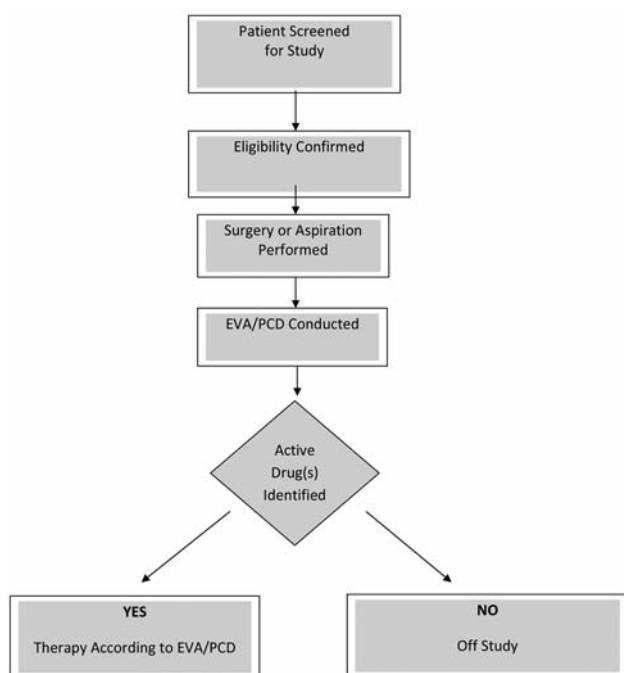 Patient Screened
for Study
Eligibility Confirmed
Surgery or Aspiration
Performed
EVA/PCD Conducted
Active
Drug(s)
Identified
YES
Therapy According to EVA/PCD
NO
Off Study